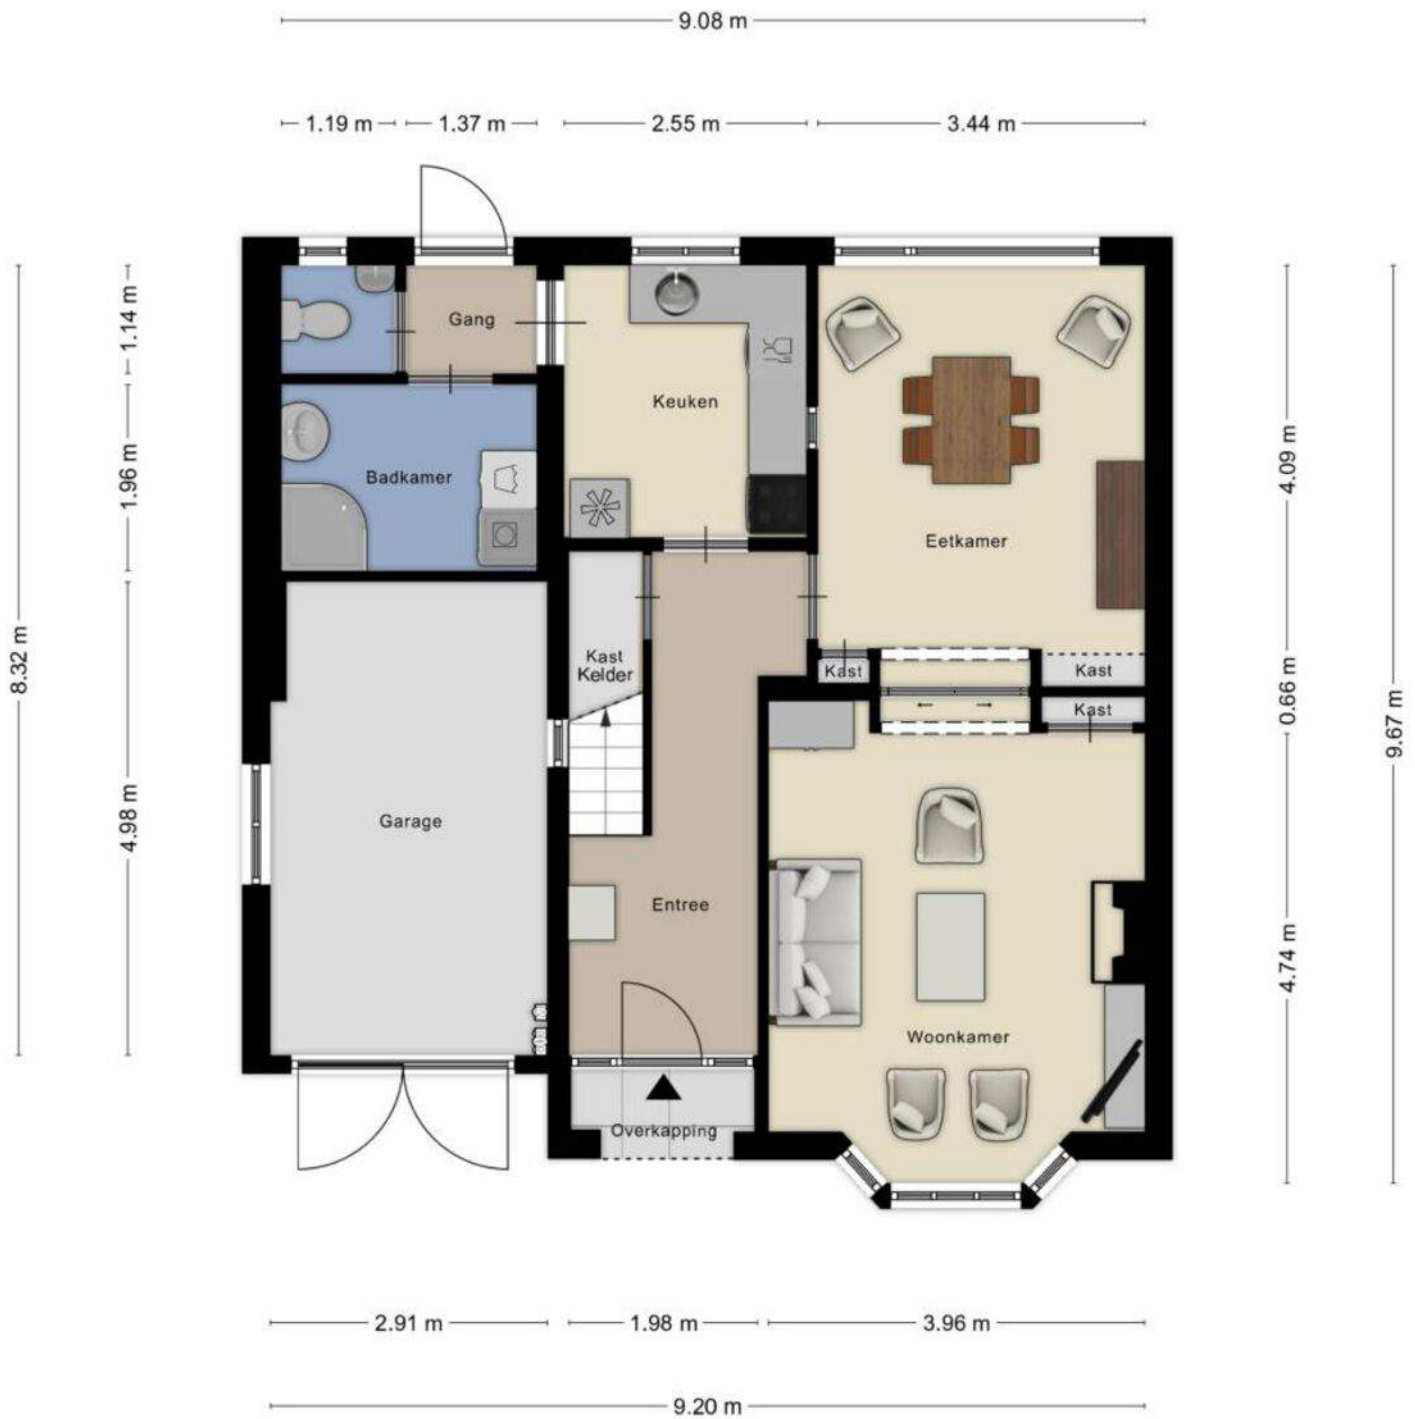 9.08 m
1.19 m
1.37 m
2.55 m
3.44 m
8.32 m
1.14 m
1.96 m
4.98 m
Gang
Keuken
Badkamer
Eetkamer
Kast
Kelder
Kast
Kast
Kast
Garage
Entree
Woonkamer
Overkapping
4.09 m
0.66 m
4.74 m
9.67 m
2.91 m
1.98 m
3.96 m
9.20 m